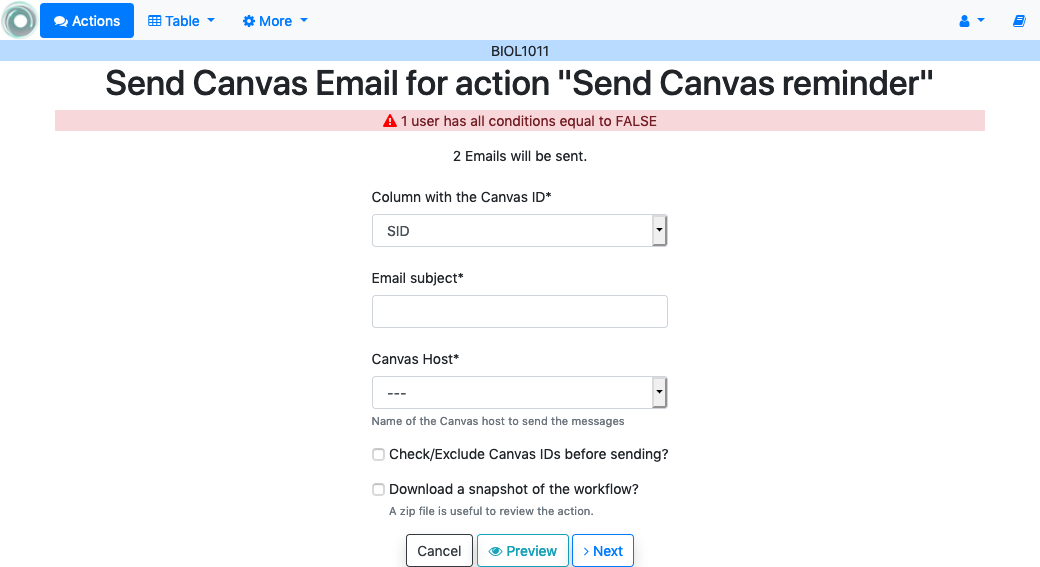 Actions Table More
BIOL1011
Send Canvas Email for action "Send Canvas reminder"
1 user has all conditions equal to FALSE
2 Emails will be sent.
Column with the Canvas ID*
SID
Email subject*
Canvas Host*
---
Name of the Canvas host to send the messages
Check/Exclude Canvas IDs before sending?
Download a snapshot of the workflow?
A zip file is useful to review the action.
Cancel Preview Next